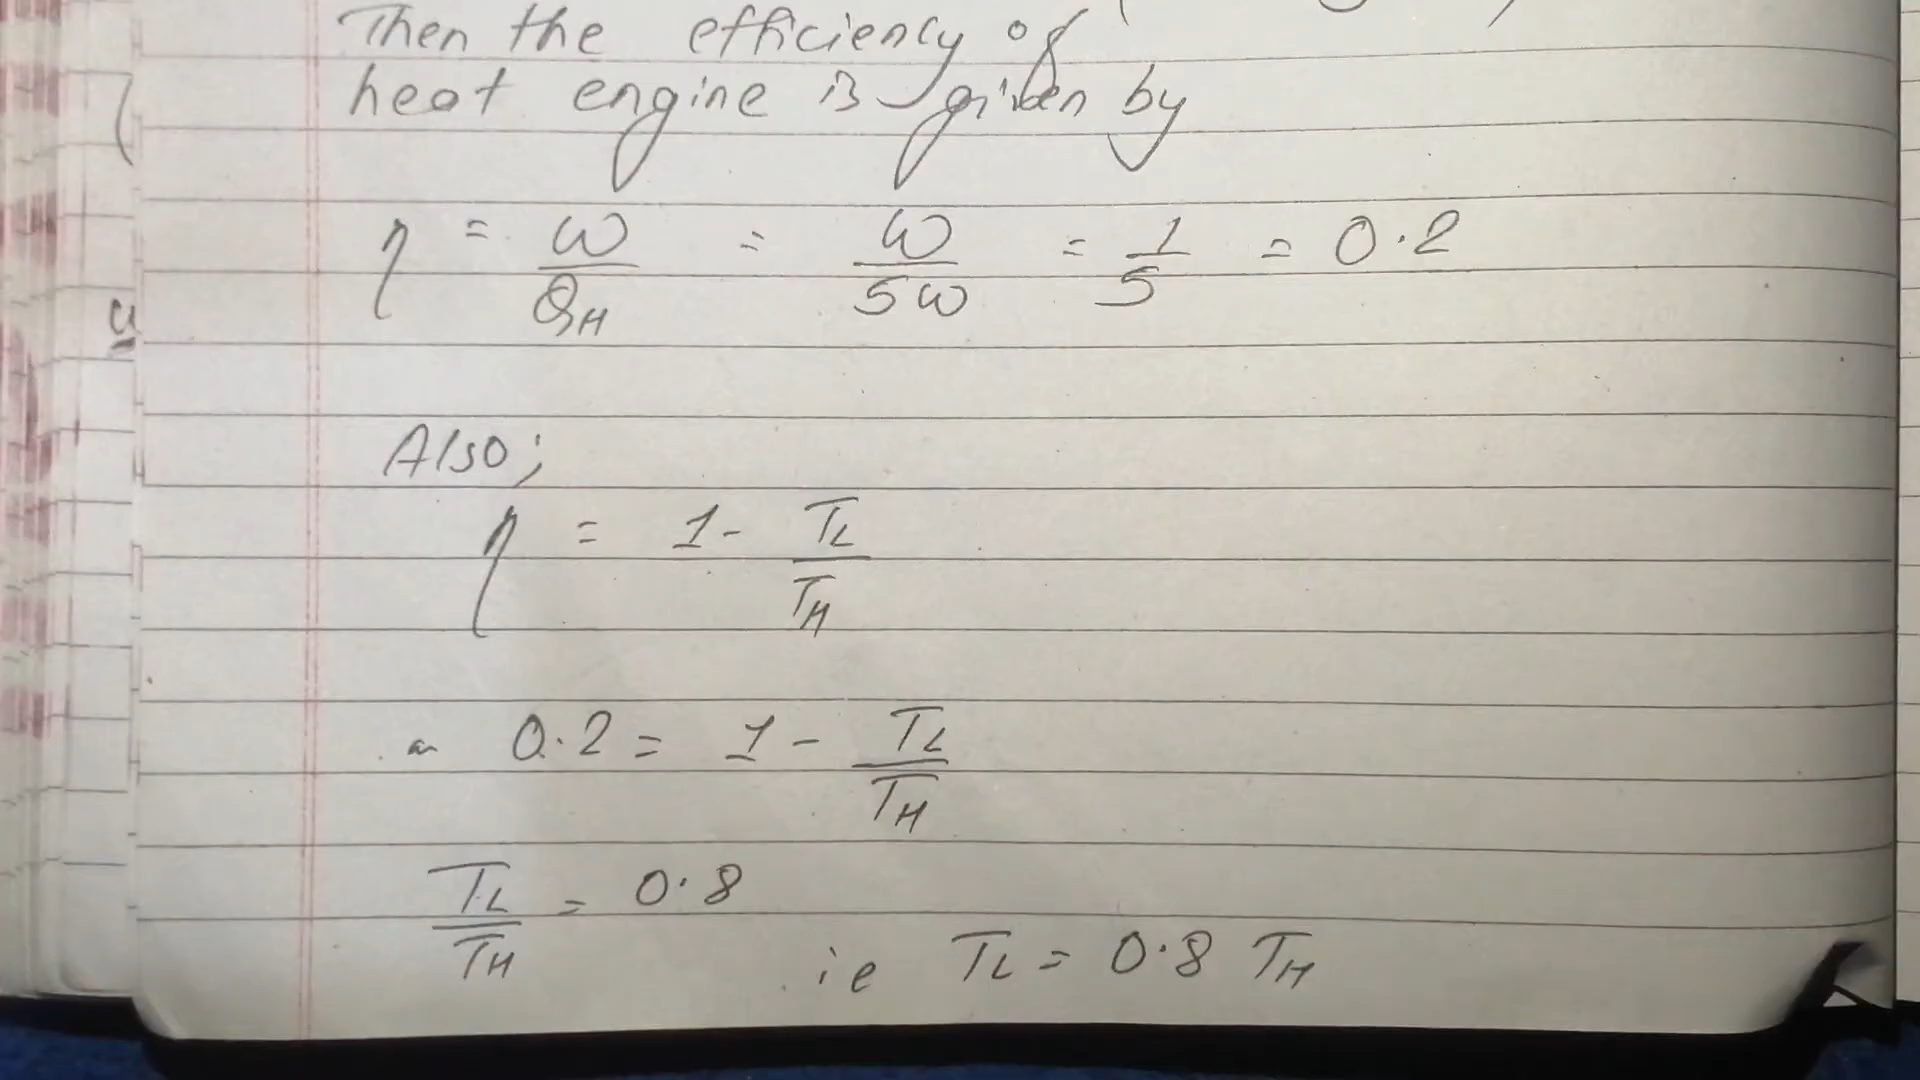 Then the efficiency of
heat engine is given by
η = W/Q_H = W/5W = 1/5 = 0.2
Also;
η = 1 - T_L/T_H
0.2 = 1 - T_L/T_H
T_L/T_H = 0.8
ie T_L = 0.8 T_H